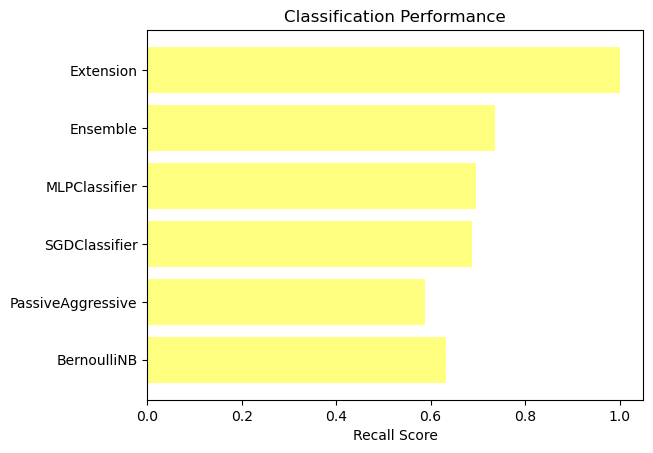 Classification Performance
Extension
Ensemble
MLPClassifier
SGDClassifier
PassiveAggressive
BernoulliNB
0.0 0.2 0.4 0.6 0.8 1.0
Recall Score